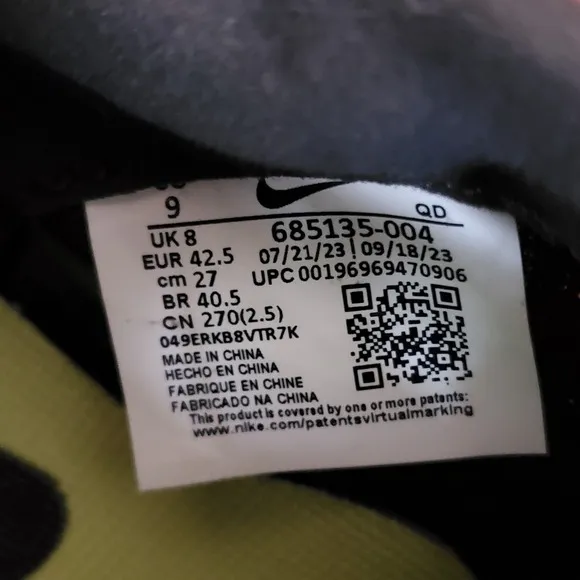 9
QD
UK 8
685135-004
EUR 42.5
07/21/23 | 09/18/23
cm 27
UPC 00196969470906
BR 40.5
CN 270(2.5)
049ERKB8VTR7K
MADE IN CHINA
HECHO EN CHINA
FABRIQUE EN CHINE
FABRICADO NA CHINA
This product is covered by one or more patents:
www.nike.com/patentsvirtualmarking